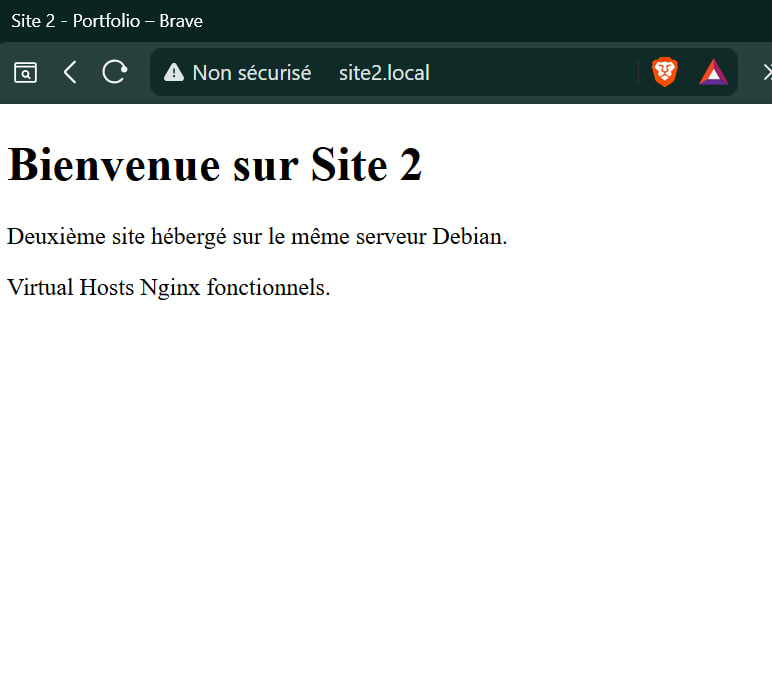 Site 2 - Portfolio – Brave
Non sécurisé site2.local
Bienvenue sur Site 2
Deuxième site hébergé sur le même serveur Debian.
Virtual Hosts Nginx fonctionnels.